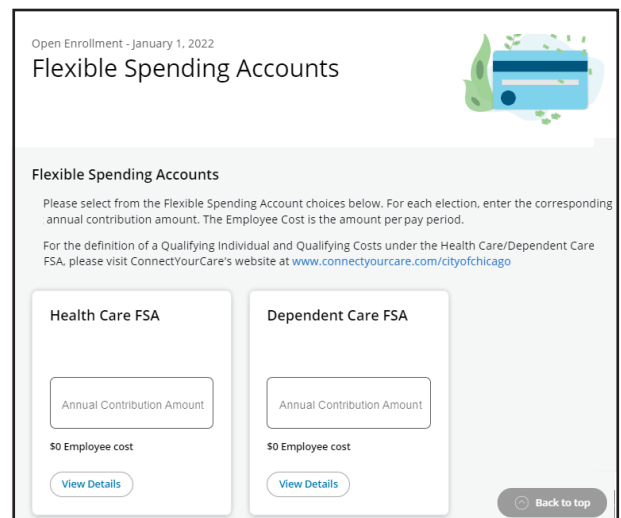 Open Enrollment - January 1, 2022
Flexible Spending Accounts
Flexible Spending Accounts
Please select from the Flexible Spending Account choices below. For each election, enter the corresponding
annual contribution amount. The Employee Cost is the amount per pay period.
For the definition of a Qualifying Individual and Qualifying Costs under the Health Care/Dependent Care
FSA, please visit ConnectYourCare's website at www.connectyourcare.com/cityofchicago
Health Care FSA
Annual Contribution Amount
$0 Employee cost
View Details
Dependent Care FSA
Annual Contribution Amount
$0 Employee cost
View Details
Back to top